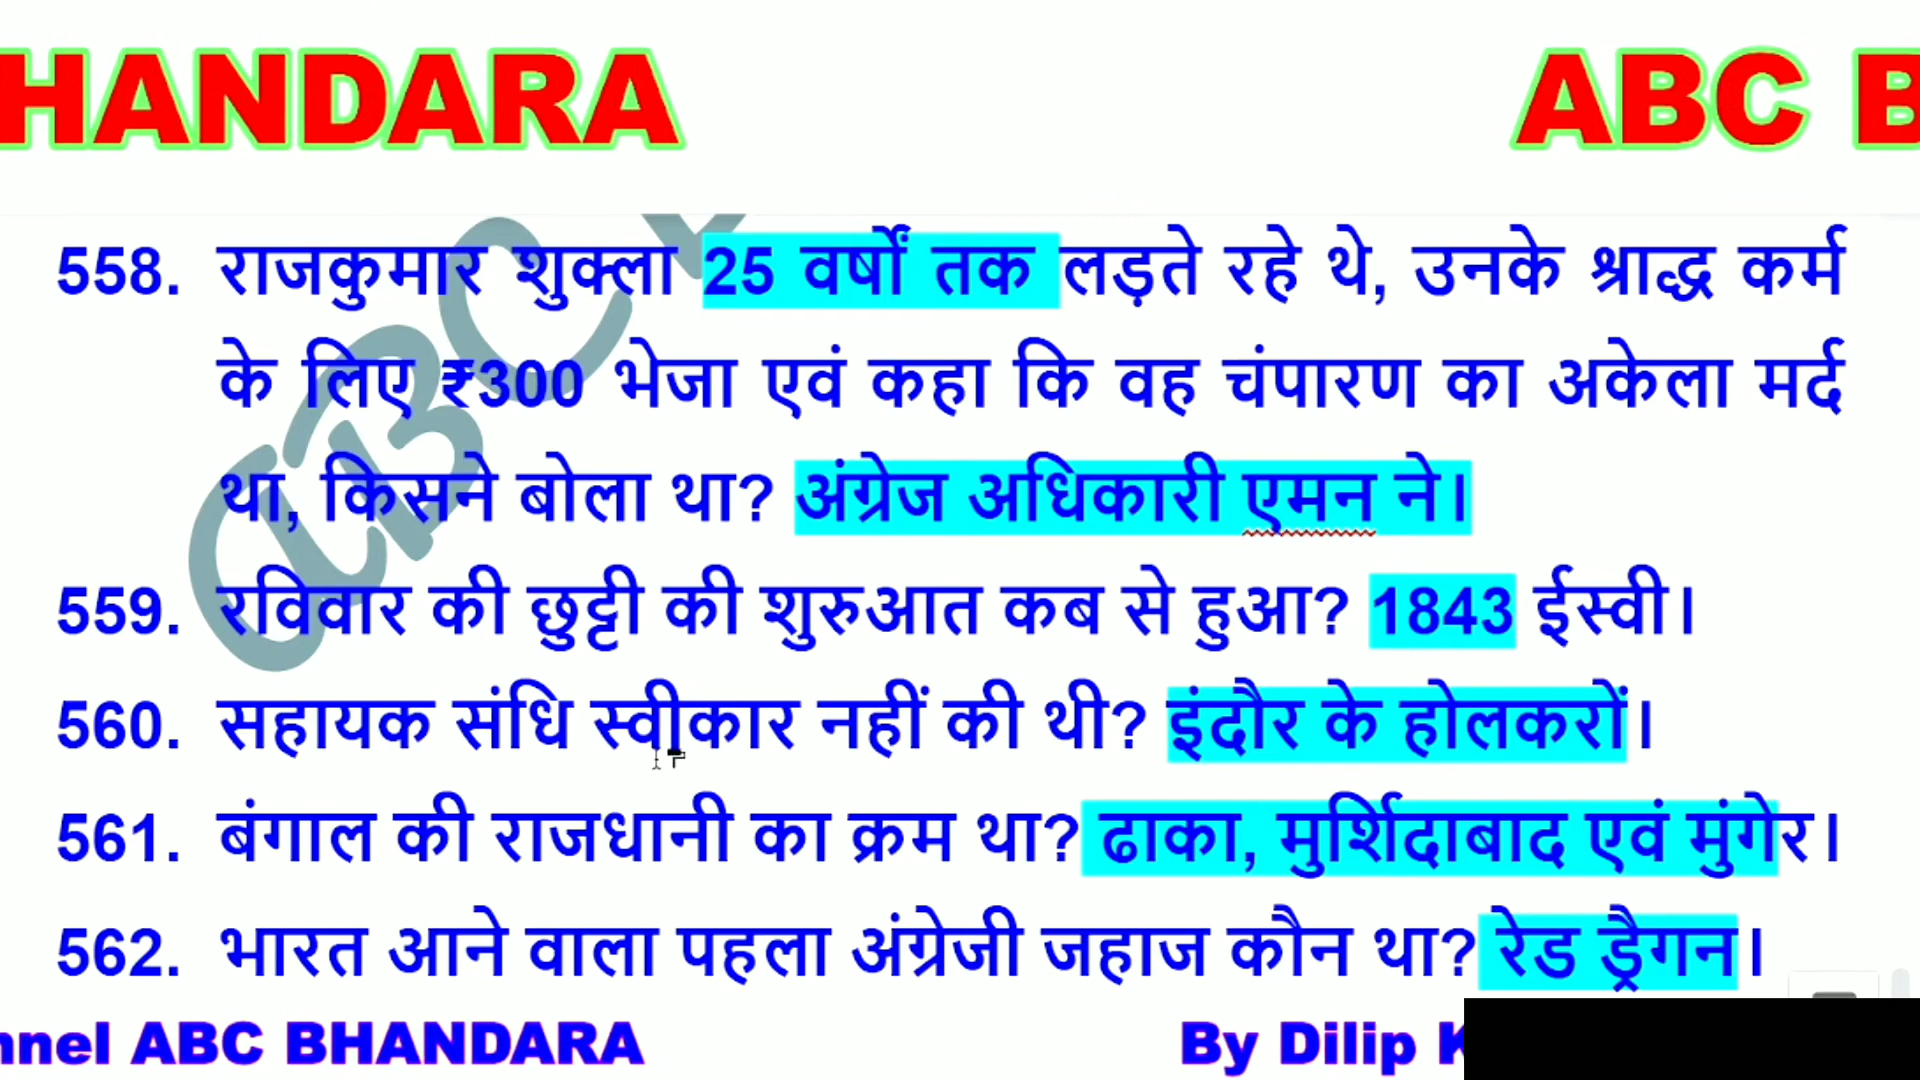 HANDARA ABC B
558. राजकुमार शुक्ला 25 वर्षों तक लड़ते रहे थे, उनके श्राद्ध कर्म
के लिए ₹300 भेजा एवं कहा कि वह चंपारण का अकेला मर्द
था, किसने बोला था? अंग्रेज अधिकारी एमन ने।
559. रविवार की छुट्टी की शुरुआत कब से हुआ? 1843 ईस्वी।
560. सहायक संधि स्वीकार नहीं की थी? इंदौर के होलकरों।
561. बंगाल की राजधानी का क्रम था? ढाका, मुर्शिदाबाद एवं मुंगेर।
562. भारत आने वाला पहला अंग्रेजी जहाज कौन था? रेड ड्रैगन।
nnel ABC BHANDARA By Dilip K